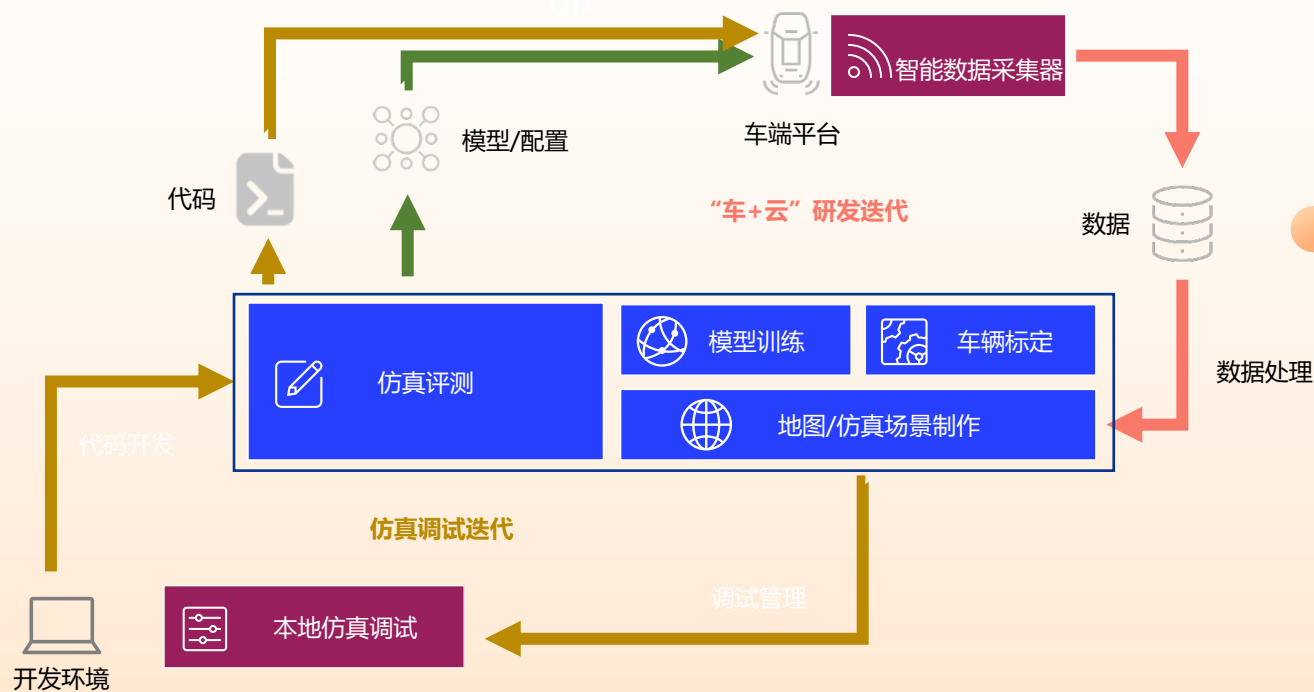 OTA
智能数据采集器
车端平台
模型/配置
代码
“车+云”研发迭代
数据
模型训练
车辆标定
仿真评测
数据处理
地图/仿真场景制作
代码开发
仿真调试迭代
调试管理
本地仿真调试
开发环境